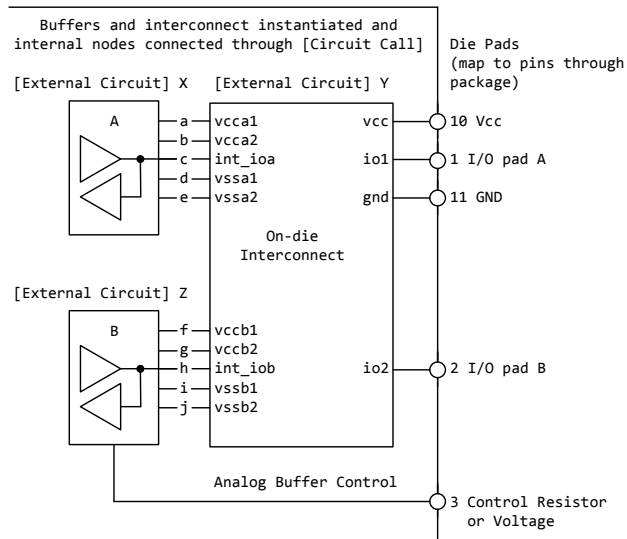 Buffers and interconnect instantiated and
internal nodes connected through [Circuit Call]
Die Pads
(map to pins through
package)
[External Circuit] X
[External Circuit] Y
A
a
b
c
d
e
vcca1
vcca2
int_ioa
vssa1
vssa2
vcc
io1
gnd
10 Vcc
1 I/O pad A
11 GND
On-die
Interconnect
[External Circuit] Z
B
f
g
h
i
j
vccb1
vccb2
int_iob
vssb1
vssb2
io2
2 I/O pad B
Analog Buffer Control
3 Control Resistor
or Voltage